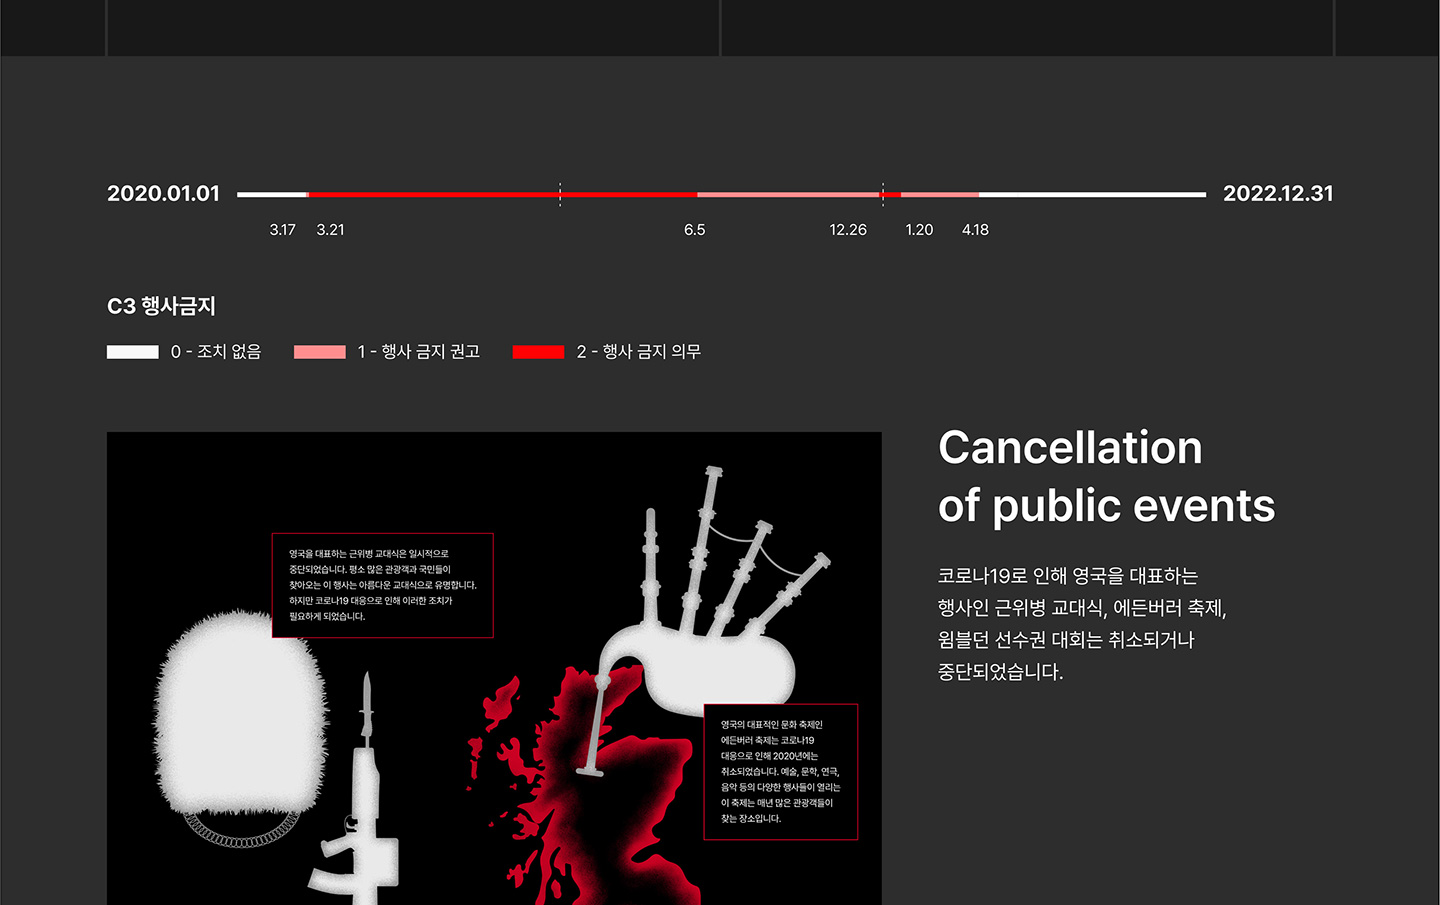 2020.01.01
2022.12.31
3.17
3.21
6.5
12.26
1.20
4.18
C3 행사금지
0 - 조치 없음
1 - 행사 금지 권고
2 - 행사 금지 의무
Cancellation
of public events
코로나19로 인해 영국을 대표하는
행사인 근위병 교대식, 에든버러 축제,
윔블던 선수권 대회는 취소되거나
중단되었습니다.
영국을 대표하는 근위병 교대식은 일시적으로
중단되었습니다. 평소 많은 관광객과 국민들이
찾아오는 이 행사는 아름다운 교대식으로 유명합니다.
하지만 코로나19 대응으로 인해 이러한 조치가
필요하게 되었습니다.
영국의 대표적인 문화 축제인
에든버러 축제는 코로나19
대응으로 인해 2020년에는
취소되었습니다. 예술, 문학, 연극,
음악 등의 다양한 행사들이 열리는
이 축제는 매년 많은 관광객들이
찾는 장소입니다.